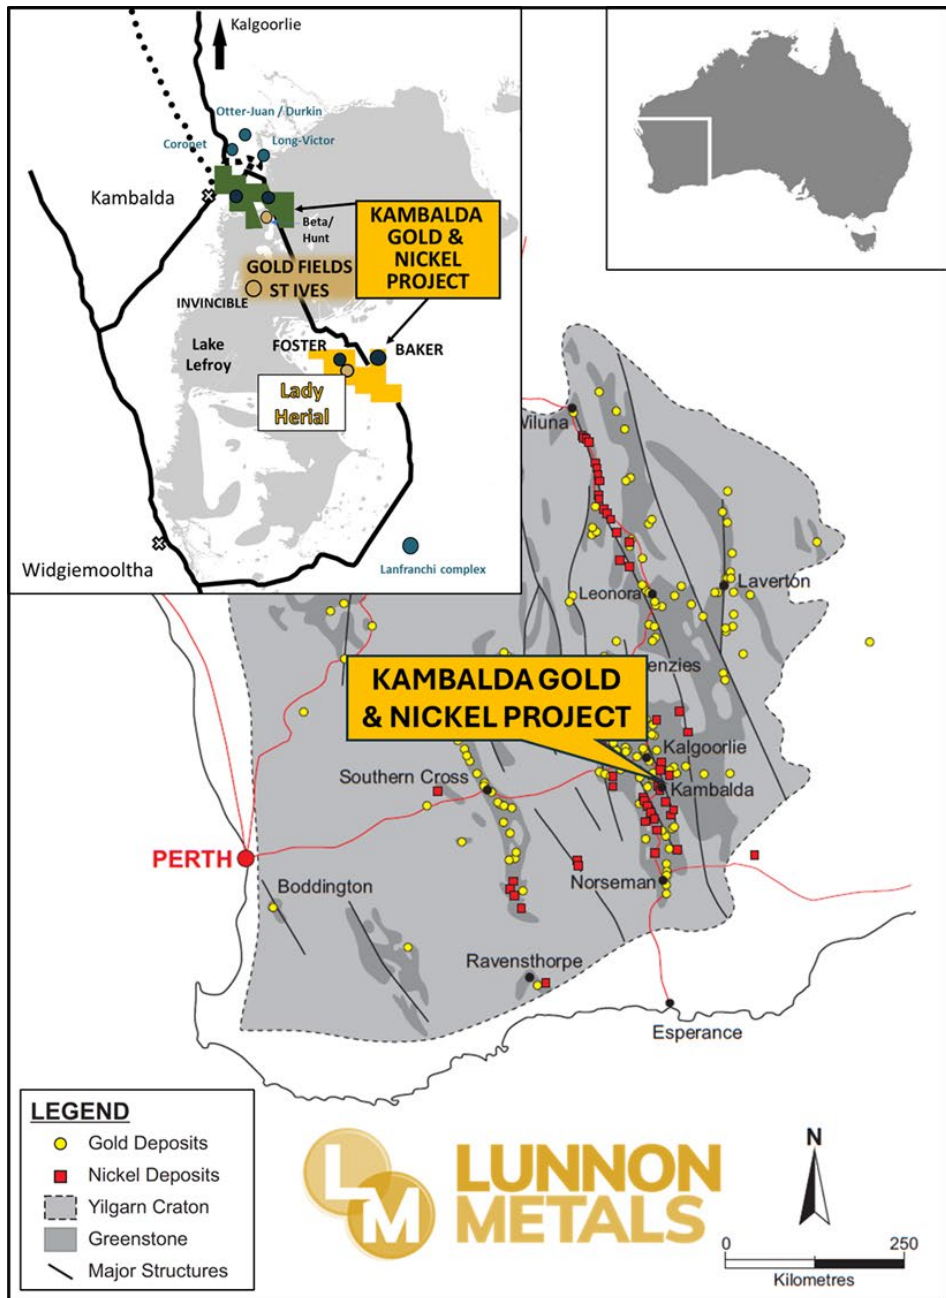 Kalgoorlie
Otter-Juan / Durkin
Coronet
Long-Victor
Kambalda
Beta/
Hunt
KAMBALDA
GOLD &
NICKEL
PROJECT
GOLD FIELDS
ST IVES
INVINCIBLE
Lake
Lefroy
FOSTER
BAKER
Lady
Herial
Widgiemooltha
Lanfranchi complex
Wiluna
Leonora
Laverton
enzies
KAMBALDA GOLD
& NICKEL PROJECT
Kalgoorlie
Southern Cross
Kambalda
PERTH
Boddington
Norseman
Ravensthorpe
Esperance
LEGEND
Gold Deposits
Nickel Deposits
Yilgarn Craton
Greenstone
Major Structures
LM
LUNNON
METALS
N
0 250
Kilometres